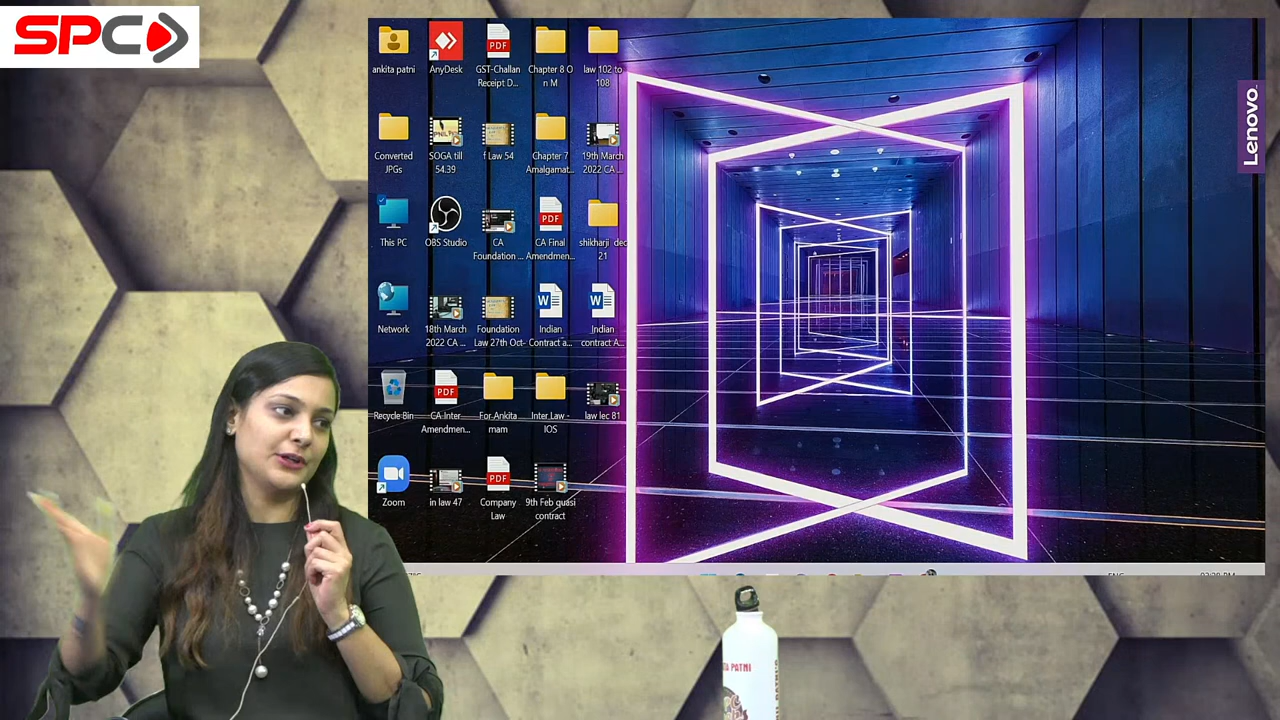 SPC
ankita patni
AnyDesk
GST-Challan
Receipt D...
Chapter 8 O
n M
law 102 to
108
Converted
JPGs
SOGA till
54.39
f Law 54
Chapter 7
Amalgamat...
19th March
2022 CA ...
This PC
OBS Studio
CA
Foundation ...
CA Final
Amendmen...
shikharji dec
21
Network
18th March
2022 CA ...
Foundation
Law 27th Oct-
Indian
Contract a...
Indian
contract A...
Recycle Bin
CA Inter
Amendmen...
For Ankita
mam
Inter Law -
IOS
law lec 81
Zoom
in law 47
Company
Law
9th Feb quasi
contract
PDF
PDF
PDF
PDF
Lenovo
PATNI